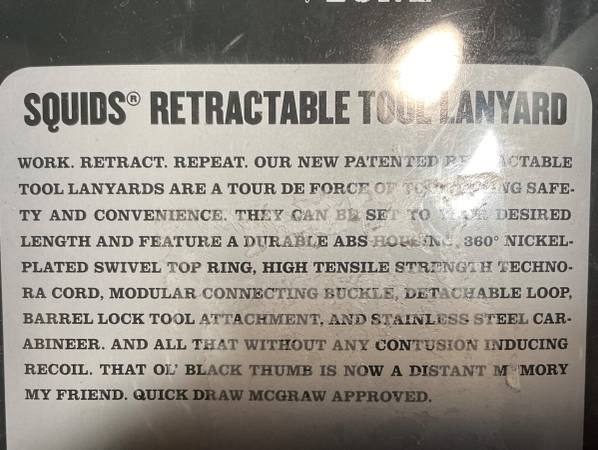 SQUIDS® RETRACTABLE TOOL LANYARD
WORK. RETRACT. REPEAT. OUR NEW PATENTED RETRACTABLE
TOOL LANYARDS ARE A TOUR DE FORCE OF SAFE-
TY AND CONVENIENCE. THEY CAN BE SET TO YOUR DESIRED
LENGTH AND FEATURE A DURABLE ABS HOUSING, 360° NICKEL-
PLATED SWIVEL TOP RING, HIGH TENSILE STRENGTH TECHNO-
RA CORD, MODULAR CONNECTING BUCKLE, DETACHABLE LOOP,
BARREL LOCK TOOL ATTACHMENT, AND STAINLESS STEEL CAR-
ABINEER. AND ALL THAT WITHOUT ANY CONTUSION INDUCING
RECOIL. THAT OL' BLACK THUMB IS NOW A DISTANT MEMORY
MY FRIEND. QUICK DRAW MCGRAW APPROVED.